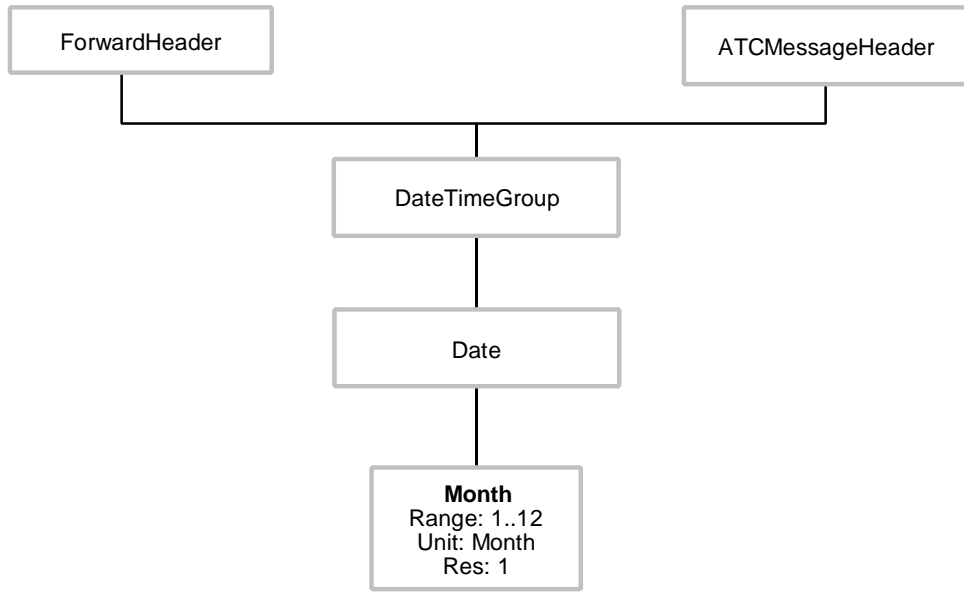 ForwardHeader
ATCMessageHeader
DateTimeGroup
Date
Month
Range: 1..12
Unit: Month
Res: 1